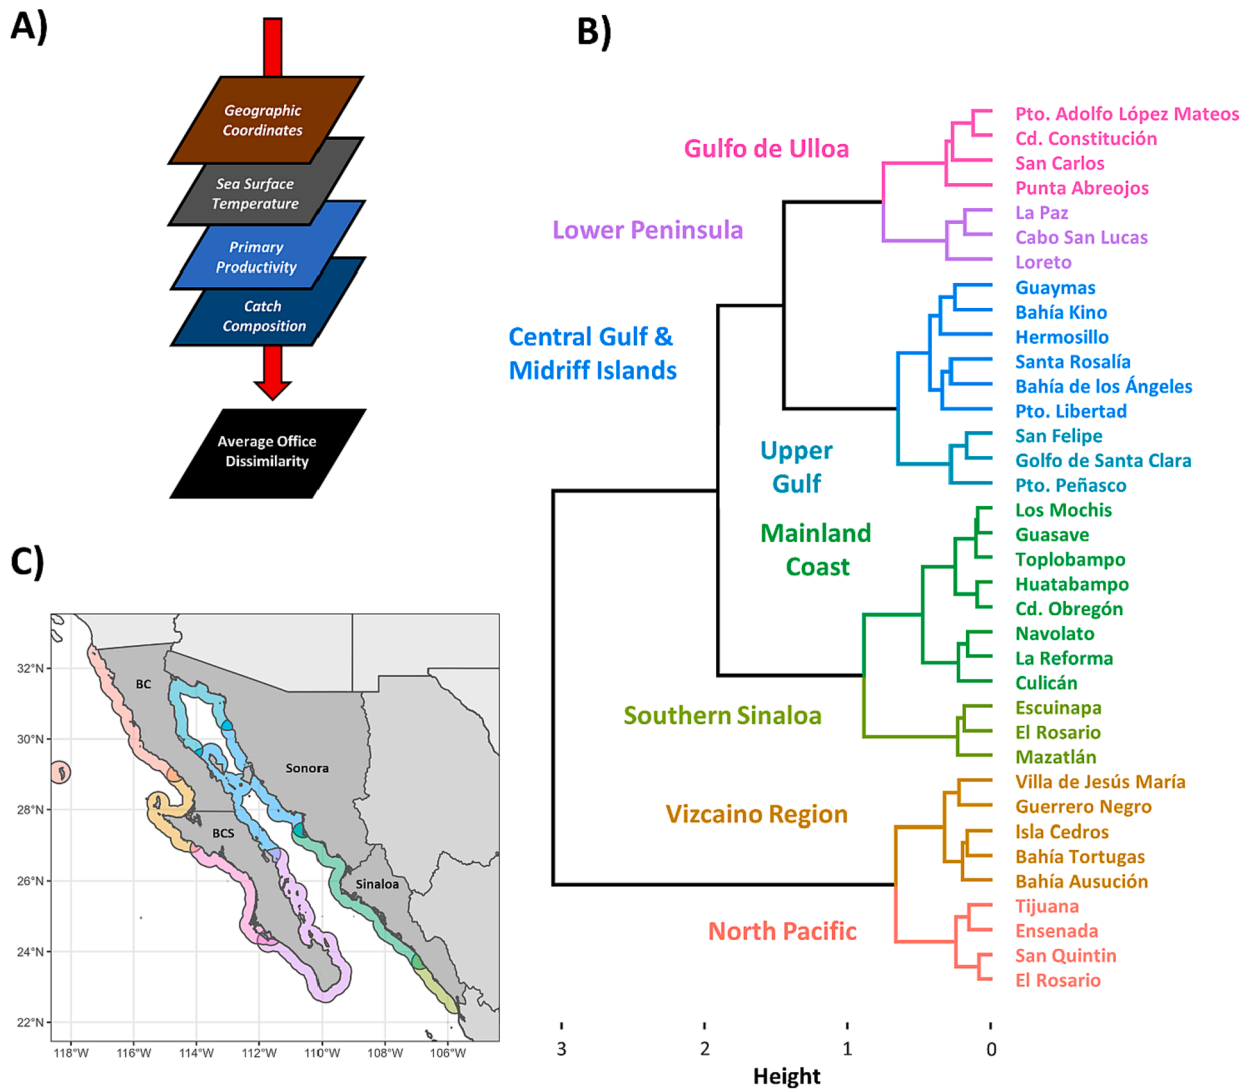 A)
Geographic
Coordinates
Sea Surface
Temperature
Primary
Productivity
Catch
Composition
Average Office
Dissimilarity
B)
Gulfo de Ulloa
Lower Peninsula
Central Gulf &
Midriff Islands
Upper
Gulf
Mainland
Coast
Southern Sinaloa
Vizcaino Region
North Pacific
Pto. Adolfo López Mateos
Cd. Constitución
San Carlos
Punta Abreojos
La Paz
Cabo San Lucas
Loreto
Guaymas
Bahía Kino
Hermosillo
Santa Rosalía
Bahía de los Ángeles
Pto. Libertad
San Felipe
Golfo de Santa Clara
Pto. Peñasco
Los Mochis
Guasave
Toplobampo
Huatabampo
Cd. Obregón
Navolato
La Reforma
Culicán
Escuinapa
El Rosario
Mazatlán
Villa de Jesús María
Guerrero Negro
Isla Cedros
Bahía Tortugas
Bahía Ausución
Tijuana
Ensenada
San Quintin
El Rosario
3 2 1 0
Height
C)
32°N
30°N
28°N
26°N
24°N
22°N
BC
Sonora
BCS
Sinaloa
118°W 116°W 114°W 112°W 110°W 108°W 106°W